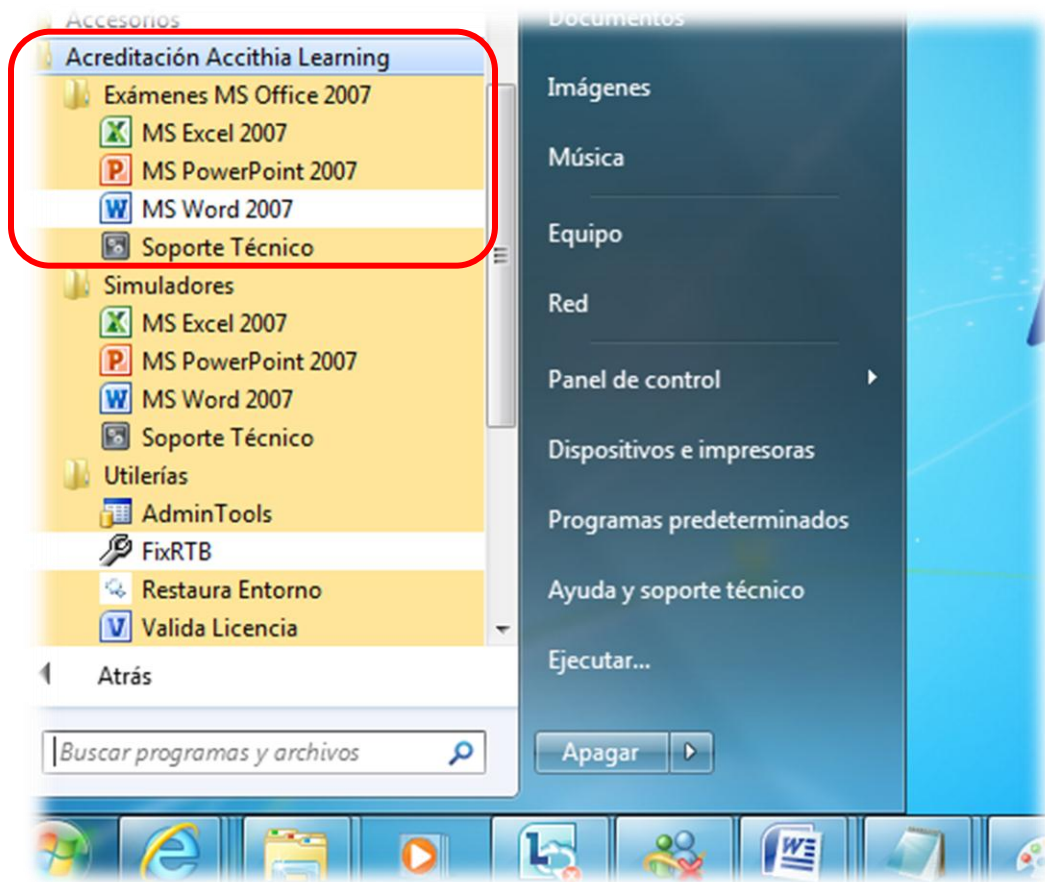 Accesorios
Acreditación Accithia Learning
Exámenes MS Office 2007
MS Excel 2007
MS PowerPoint 2007
MS Word 2007
Soporte Técnico
Simuladores
MS Excel 2007
MS PowerPoint 2007
MS Word 2007
Soporte Técnico
Utilerías
AdminTools
FixRTB
Restaura Entorno
Valida Licencia
Atrás
Buscar programas y archivos
Documentos
Imágenes
Música
Equipo
Red
Panel de control
Dispositivos e impresoras
Programas predeterminados
Ayuda y soporte técnico
Ejecutar...
Apagar